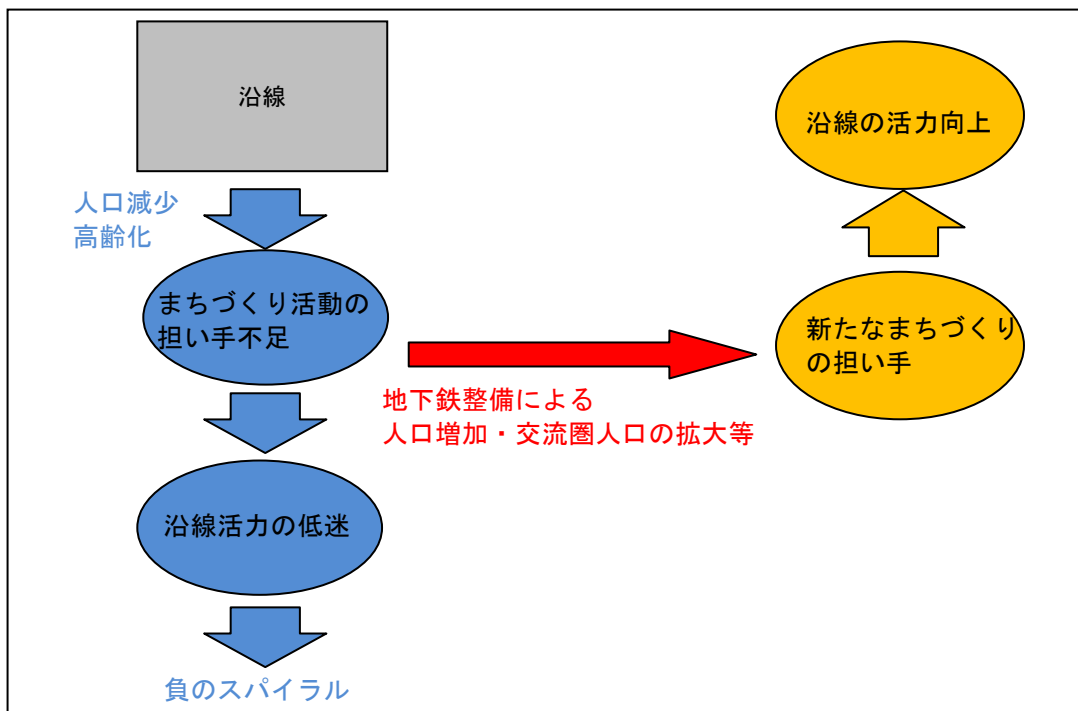 沿線
人口減少
高齢化
まちづくり活動の
担い手不足
沿線活力の低迷
負のスパイラル
地下鉄整備による
人口増加・交流圏人口の拡大等
新たなまちづくり
の担い手
沿線の活力向上